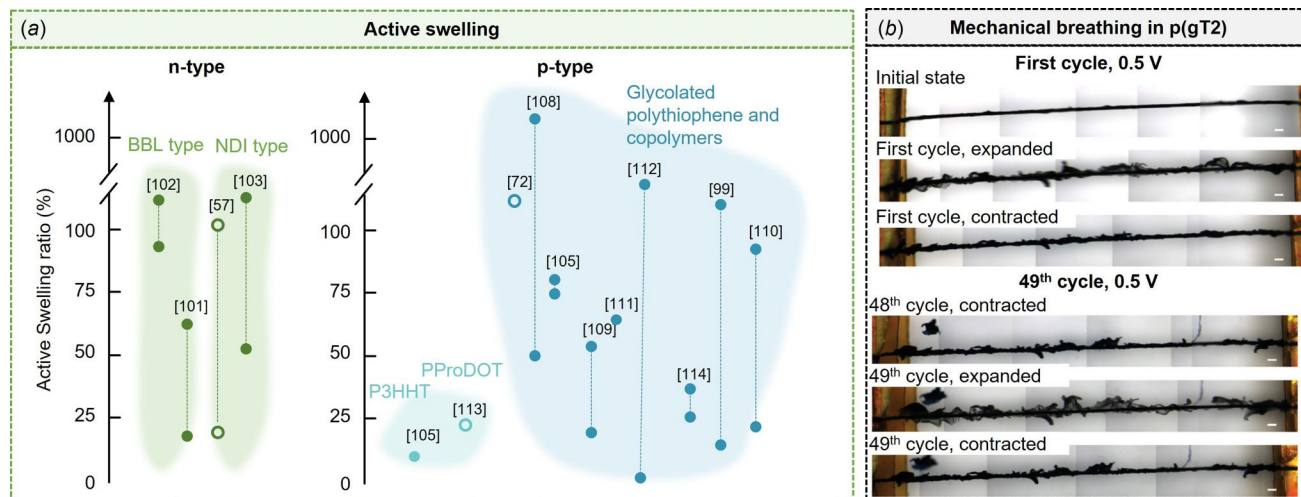 (a)
Active swelling
n-type
p-type
Active Swelling ratio (%)
1000
100
75
50
25
0
BBL type
NDI type
[102]
[103]
[57]
[101]
1000
100
75
50
25
0
[108]
Glycolated
polythiophene and
copolymers
[72]
[112]
[99]
[110]
[105]
[111]
[109]
[114]
PProDOT
P3HHT
[113]
[105]
(b)
Mechanical breathing in p(gT2)
First cycle, 0.5 V
Initial state
First cycle, expanded
First cycle, contracted
49th cycle, 0.5 V
48th cycle, contracted
49th cycle, expanded
49th cycle, contracted